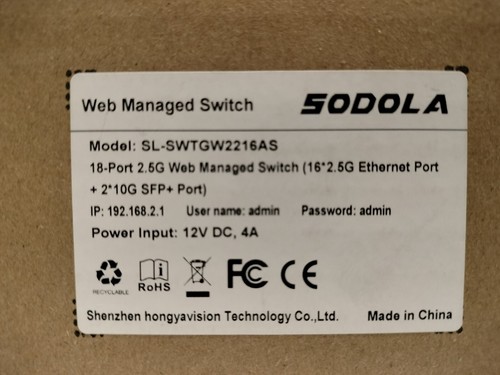 Web Managed Switch SODOLA
Model: SL-SWTGW2216AS
18-Port 2.5G Web Managed Switch (16*2.5G Ethernet Port
+ 2*10G SFP+ Port)
IP: 192.168.2.1 User name: admin Password: admin
Power Input: 12V DC, 4A
RECYCLABLE RoHS FC CE
Shenzhen hongyavision Technology Co.,Ltd. Made in China